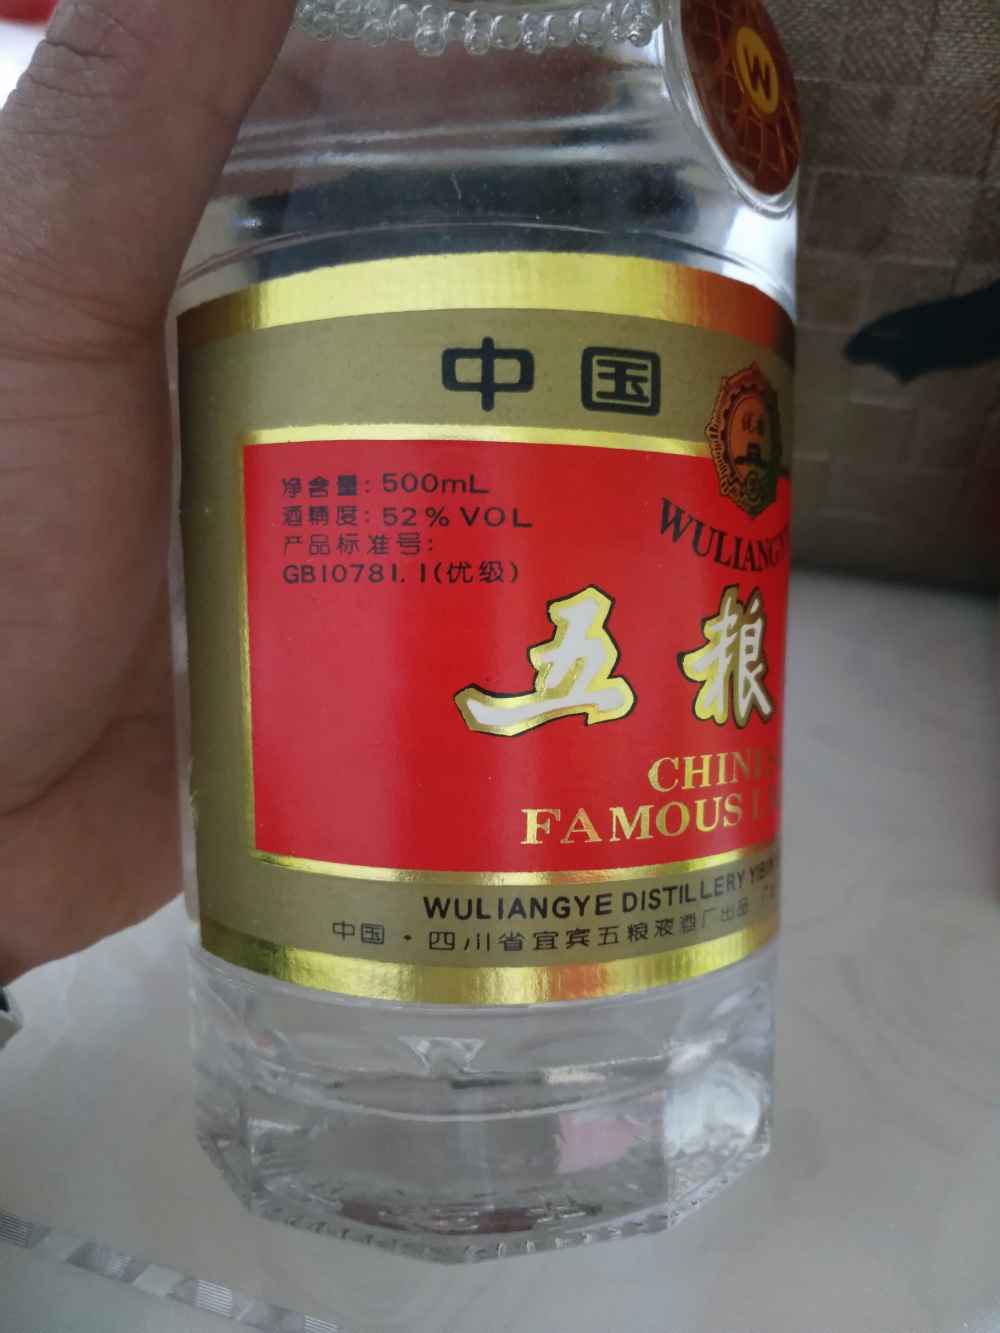 W
中国
净含量: 500mL
酒精度: 52% VOL
产品标准号:
GB10781.1(优级)
五粮
FAMOUS
WULIANGYE DISTILLERY
中国·四川省宜宾五粮液酒厂出品